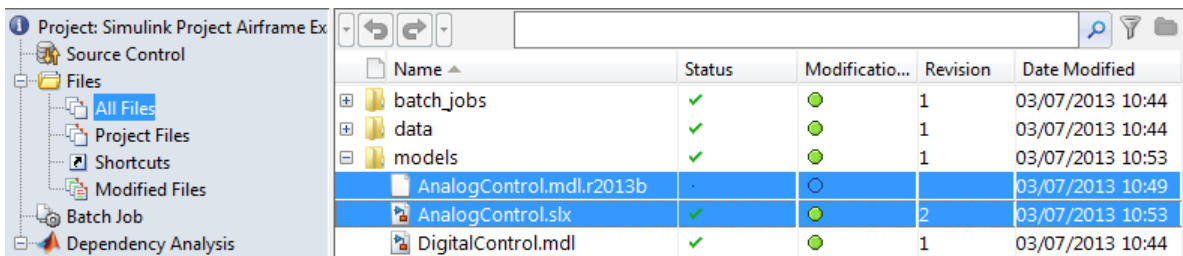 Project: Simulink Project Airframe Ex
Source Control
Files
All Files
Project Files
Shortcuts
Modified Files
Batch Job
Dependency Analysis
Name Status Modificatio... Revision Date Modified
batch_jobs 1 03/07/2013 10:44
data 1 03/07/2013 10:44
models 1 03/07/2013 10:53
AnalogControl.mdl.r2013b 03/07/2013 10:49
AnalogControl.slx 2 03/07/2013 10:53
DigitalControl.mdl 1 03/07/2013 10:44